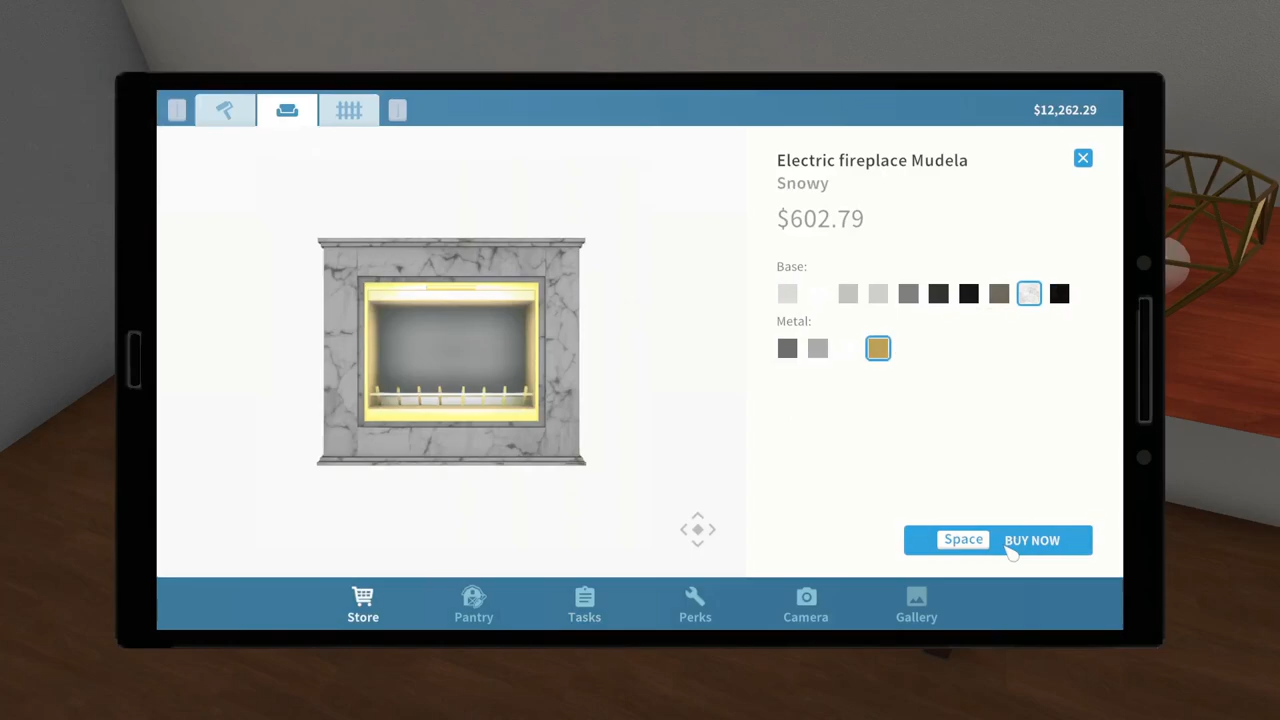 $12,262.29
Electric fireplace Mudela
Snowy
$602.79
Base:
Metal:
Space BUY NOW
Store Pantry Tasks Perks Camera Gallery